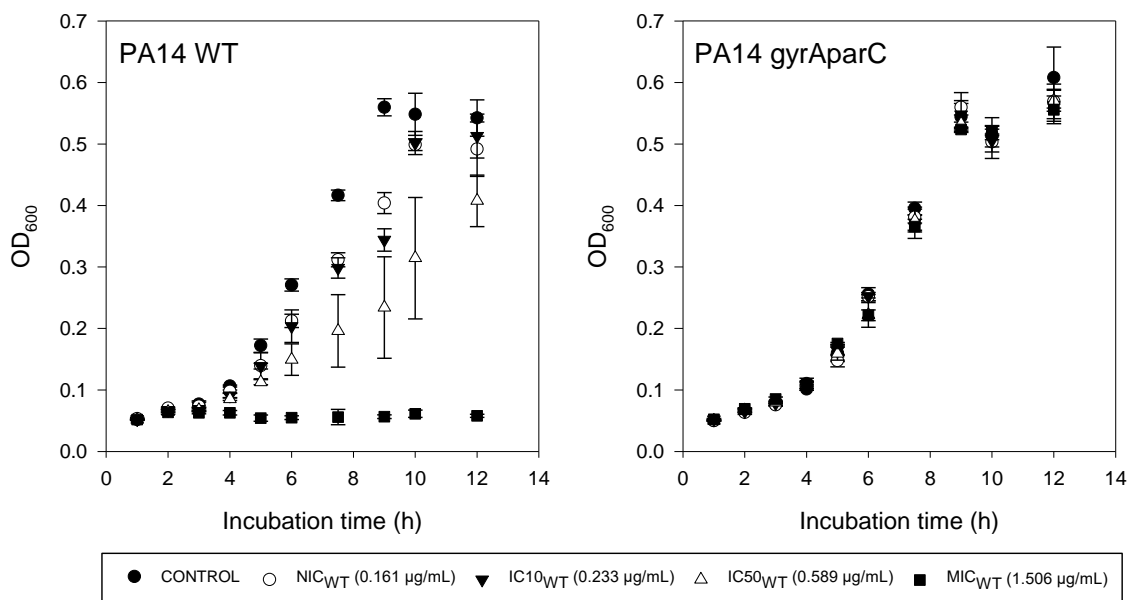 PA14 WT
0.7
0.6
0.5
0.4
0.3
0.2
0.1
0.0
OD600
0 2 4 6 8 10 12 14
Incubation time (h)
PA14 gyrAparC
0.7
0.6
0.5
0.4
0.3
0.2
0.1
0.0
OD600
0 2 4 6 8 10 12 14
Incubation time (h)
CONTROL NICWT (0.161 µg/mL) IC10WT (0.233 µg/mL) IC50WT (0.589 µg/mL) MICWT (1.506 µg/mL)